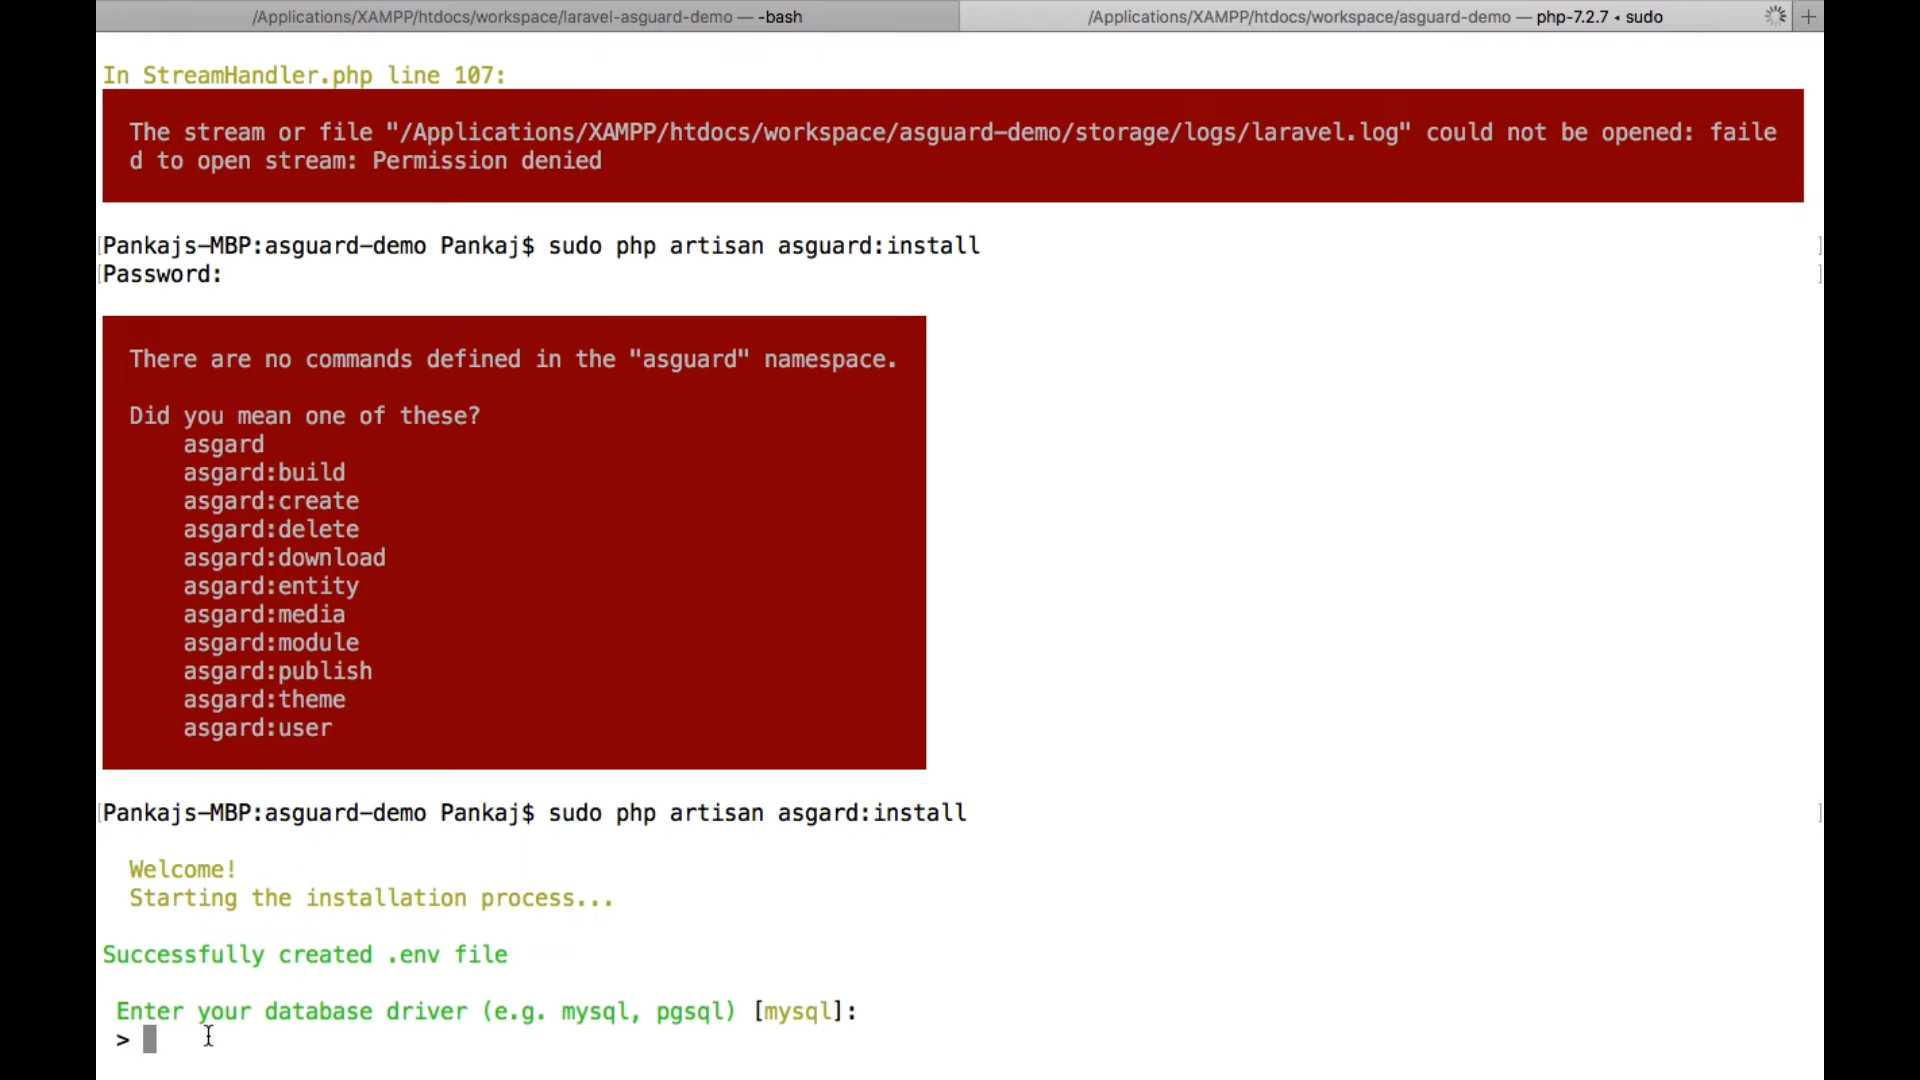 /Applications/XAMPP/htdocs/workspace/laravel-asguard-demo — -bash
/Applications/XAMPP/htdocs/workspace/asguard-demo — php-7.2.7 ◂ sudo
In StreamHandler.php line 107:
The stream or file "/Applications/XAMPP/htdocs/workspace/asguard-demo/storage/logs/laravel.log" could not be opened: faile
d to open stream: Permission denied
[Pankajs-MBP:asguard-demo Pankaj$ sudo php artisan asguard:install ]
[Password: ]
There are no commands defined in the "asguard" namespace.
Did you mean one of these?
asgard
asgard:build
asgard:create
asgard:delete
asgard:download
asgard:entity
asgard:media
asgard:module
asgard:publish
asgard:theme
asgard:user
[Pankajs-MBP:asguard-demo Pankaj$ sudo php artisan asgard:install ]
Welcome!
Starting the installation process...
Successfully created .env file
Enter your database driver (e.g. mysql, pgsql) [mysql]:
>